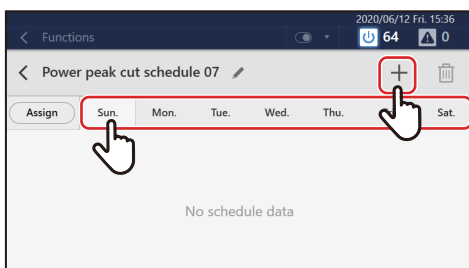 2020/06/12 Fri. 15:36
Functions
64
0
Power peak cut schedule 07
Assign
Sun. Mon. Tue. Wed. Thu. Sat.
No schedule data